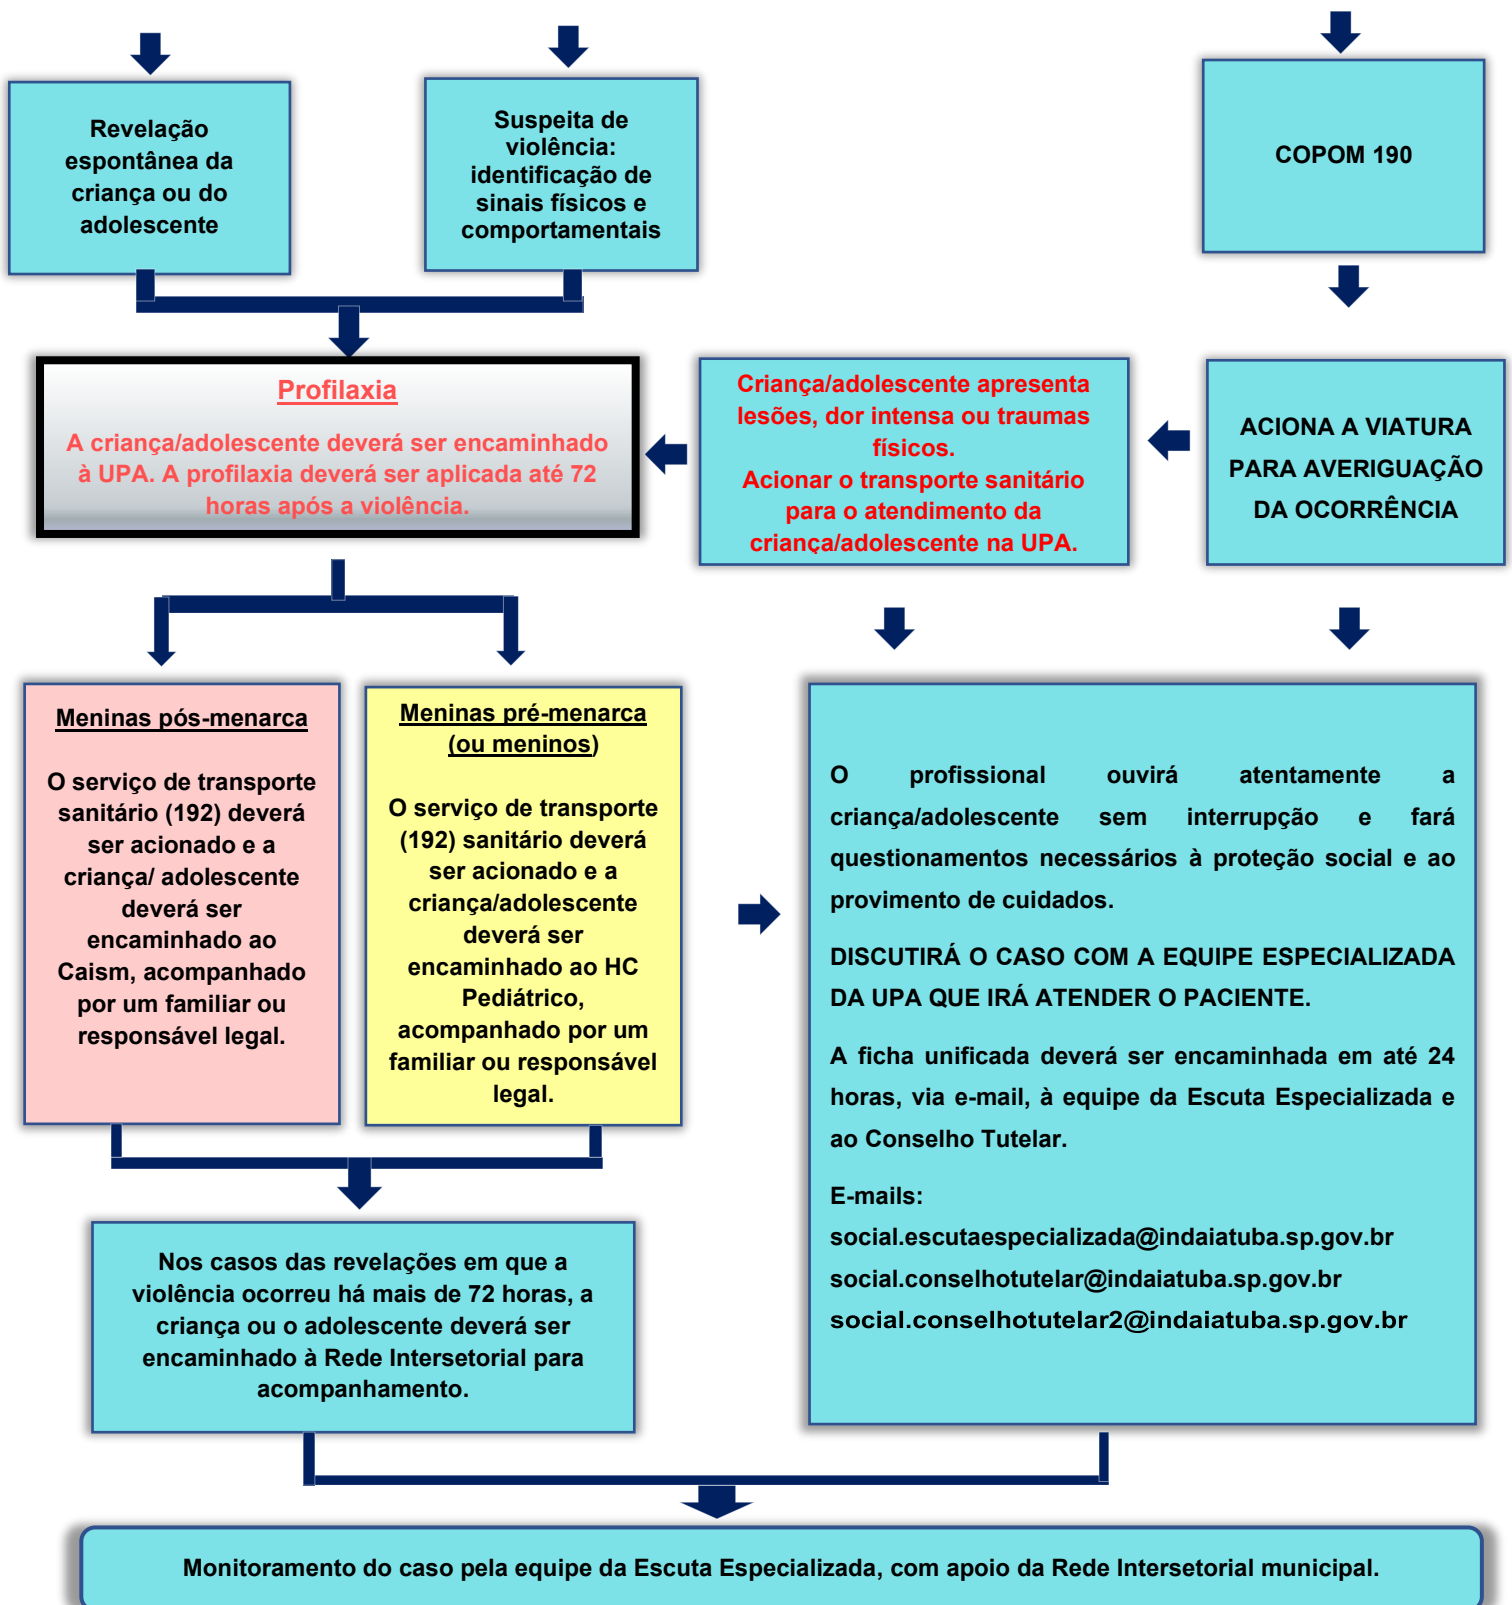 Revelação
espontânea da
criança ou do
adolescente
Suspeita de
violência:
identificação de
sinais físicos e
comportamentais
COPOM 190
Profilaxia
A criança/adolescente deverá ser encaminhado
à UPA. A profilaxia deverá ser aplicada até 72
horas após a violência.
Criança/adolescente apresenta
lesões, dor intensa ou traumas
físicos.
Acionar o transporte sanitário
para o atendimento da
criança/adolescente na UPA.
ACIONA A VIATURA
PARA AVERIGUAÇÃO
DA OCORRÊNCIA
Meninas pós-menarca
O serviço de transporte
sanitário (192) deverá
ser acionado e a
criança/ adolescente
deverá ser
encaminhado ao
Caism, acompanhado
por um familiar ou
responsável legal.
Meninas pré-menarca
(ou meninos)
O serviço de transporte
(192) sanitário deverá
ser acionado e a
criança/adolescente
deverá ser
encaminhado ao HC
Pediátrico,
acompanhado por um
familiar ou responsável
legal.
O profissional ouvirá atentamente a
criança/adolescente sem interrupção e fará
questionamentos necessários à proteção social e ao
provimento de cuidados.
DISCUTIRÁ O CASO COM A EQUIPE ESPECIALIZADA
DA UPA QUE IRÁ ATENDER O PACIENTE.
A ficha unificada deverá ser encaminhada em até 24
horas, via e-mail, à equipe da Escuta Especializada e
ao Conselho Tutelar.
E-mails:
social.escutaespecializada@indaiatuba.sp.gov.br
social.conselhotutelar@indaiatuba.sp.gov.br
social.conselhotutelar2@indaiatuba.sp.gov.br
Nos casos das revelações em que a
violência ocorreu há mais de 72 horas, a
criança ou o adolescente deverá ser
encaminhado à Rede Intersetorial para
acompanhamento.
Monitoramento do caso pela equipe da Escuta Especializada, com apoio da Rede Intersetorial municipal.